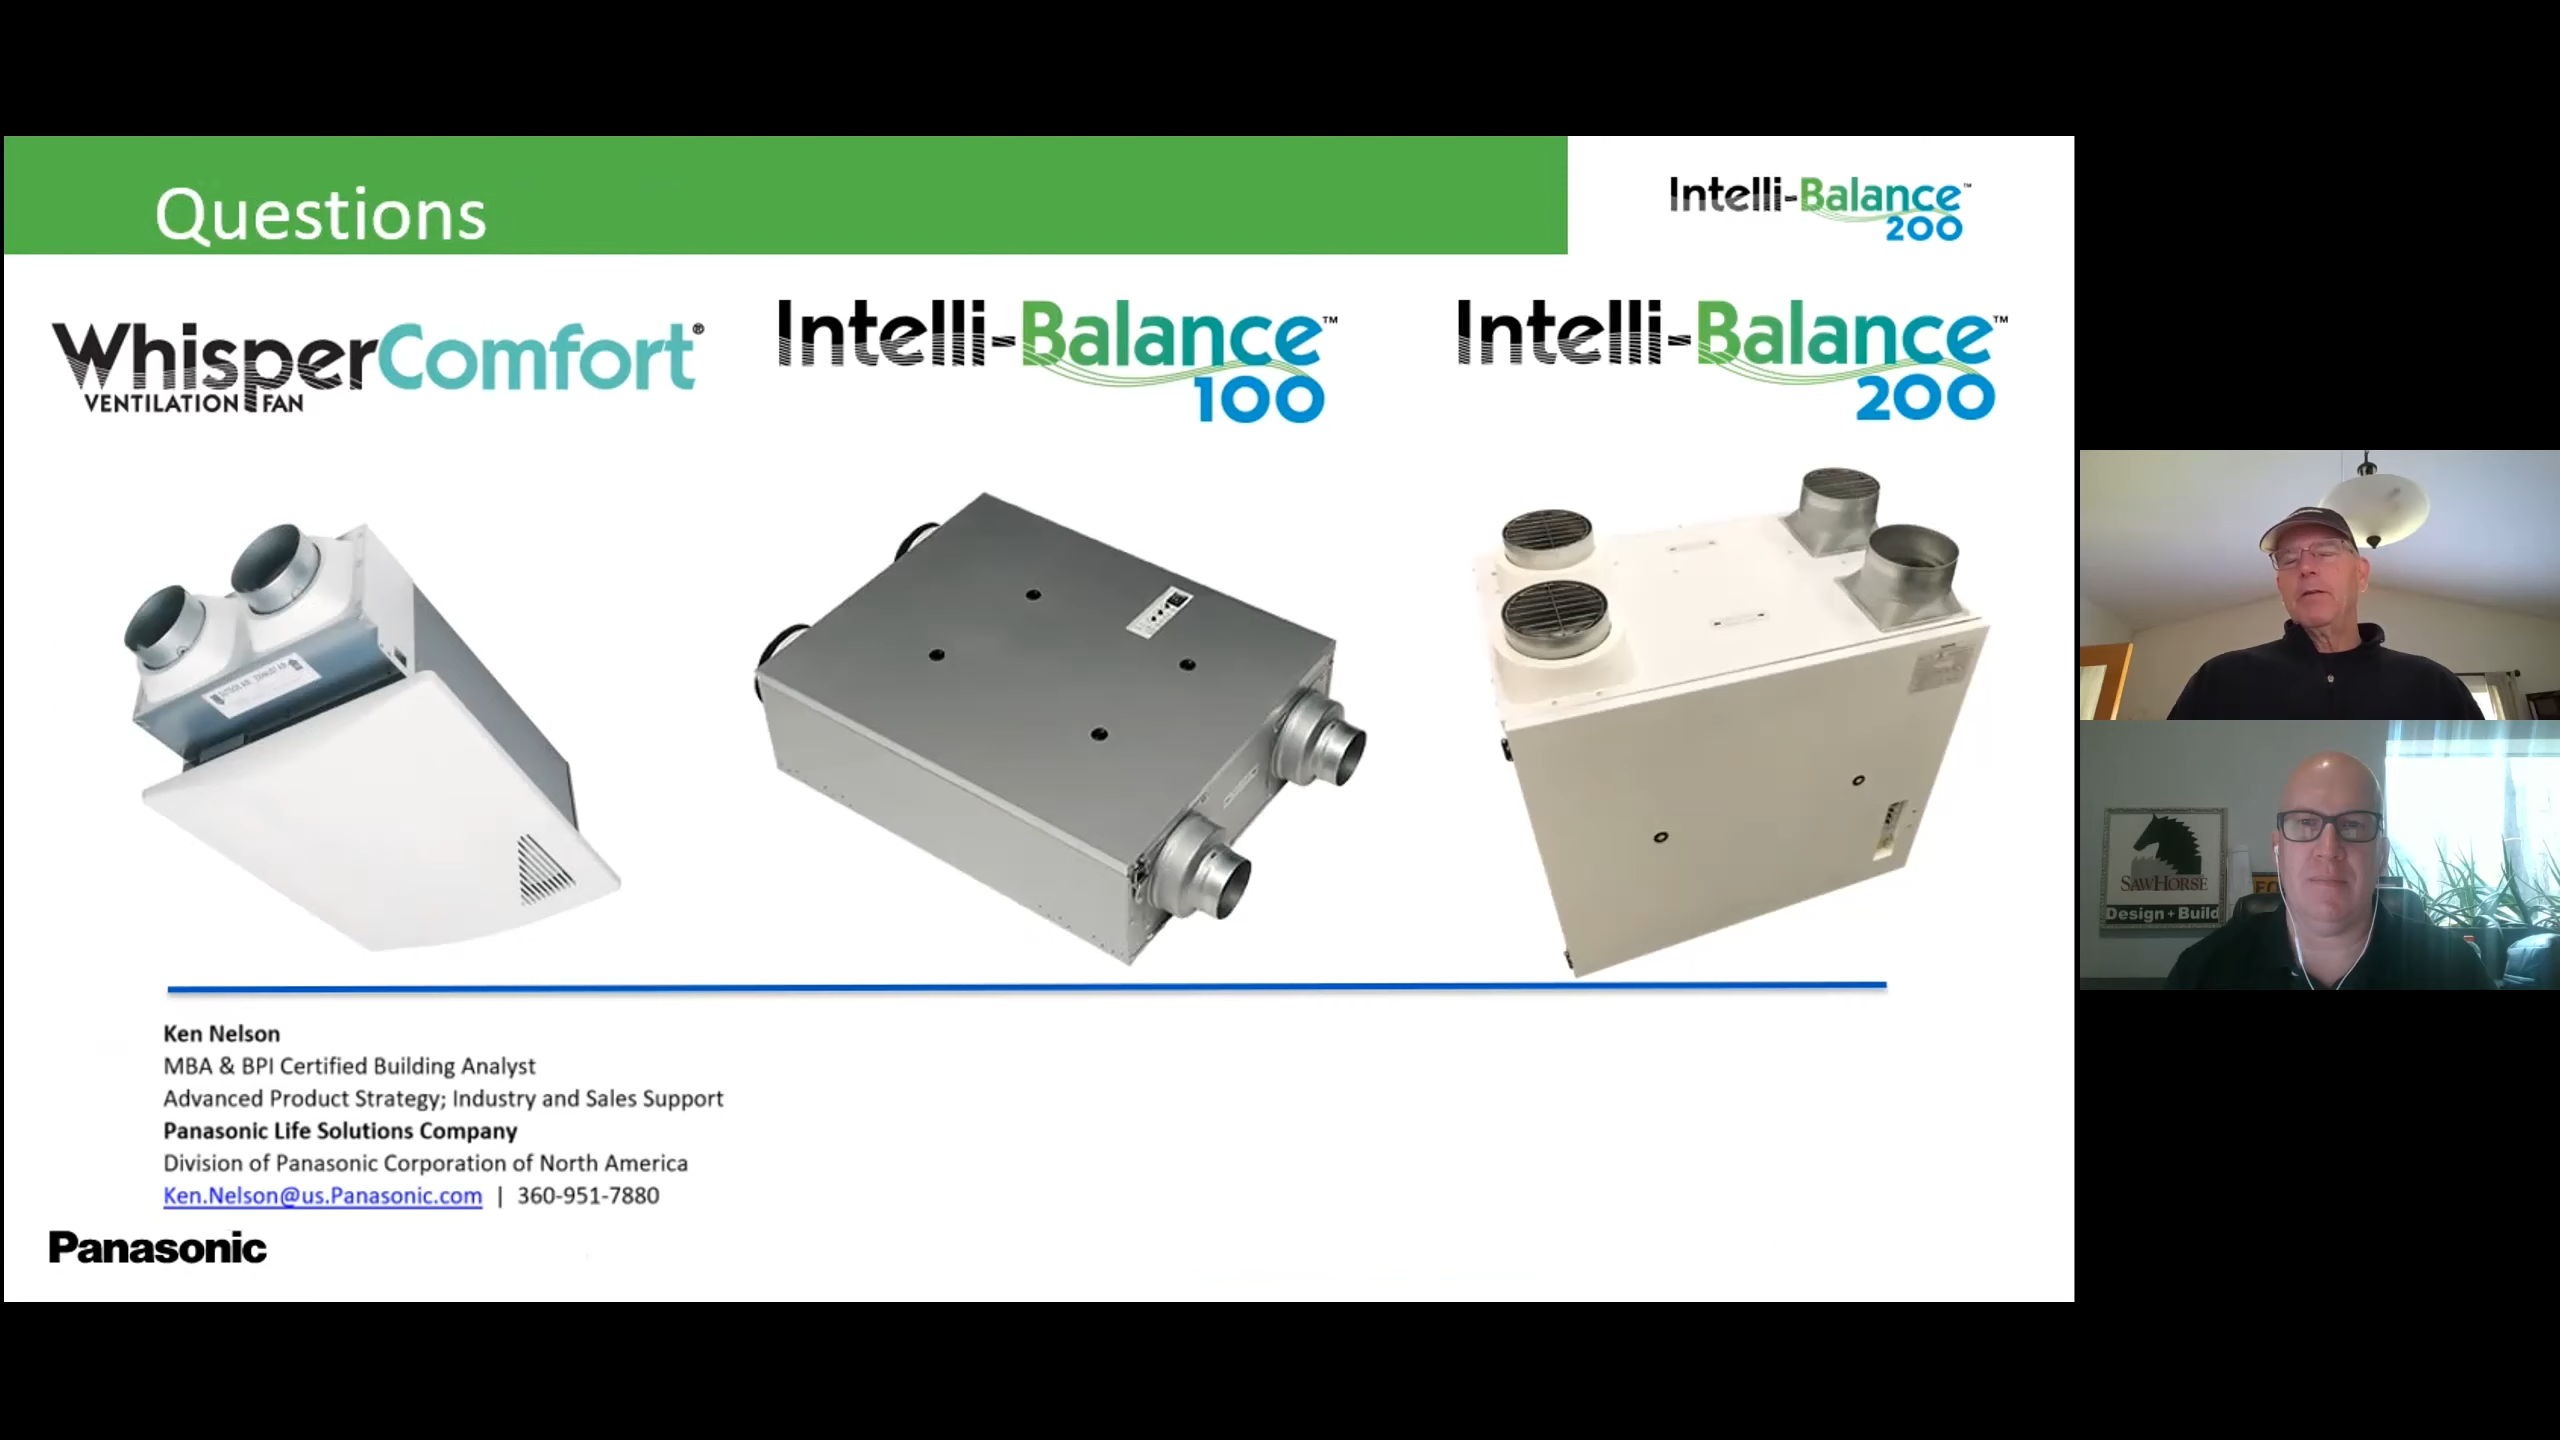 Questions
Intelli-Balance™
200
WhisperComfort®
VENTILATION FAN
Intelli-Balance™
100
Intelli-Balance™
200
Ken Nelson
MBA & BPI Certified Building Analyst
Advanced Product Strategy; Industry and Sales Support
Panasonic Life Solutions Company
Division of Panasonic Corporation of North America
Ken.Nelson@us.Panasonic.com | 360-951-7880
Panasonic
SAWHORSE
Design + Build